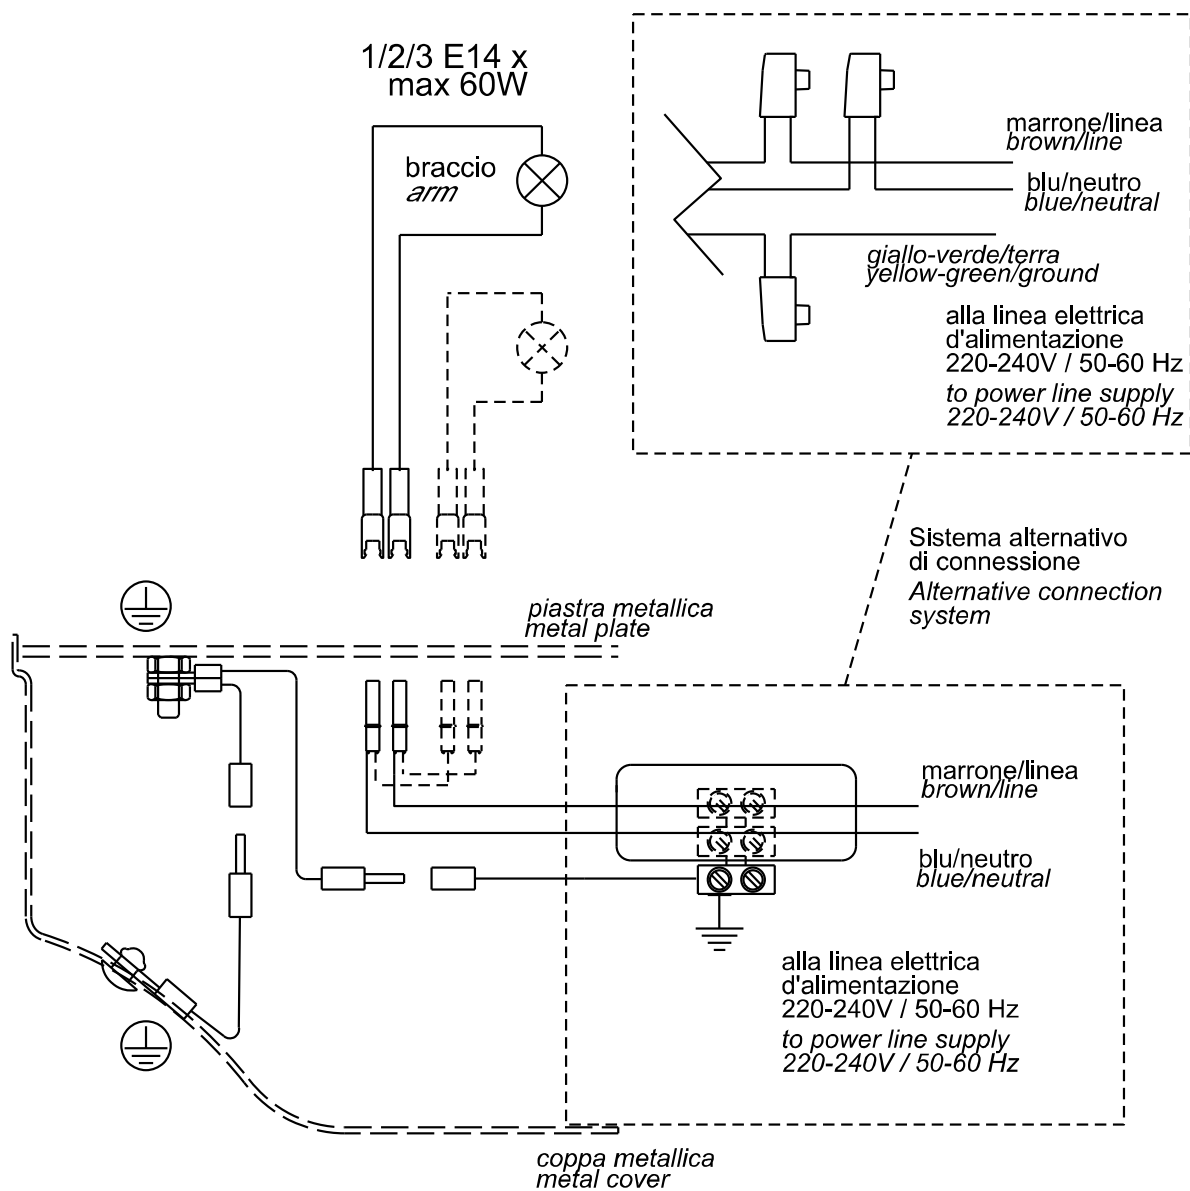 1/2/3 E14 x
max 60W
braccio
arm
marrone/linea
brown/line
blu/neutro
blue/neutral
giallo-verde/terra
yellow-green/ground
alla linea elettrica
d'alimentazione
220-240V / 50-60 Hz
to power line supply
220-240V / 50-60 Hz
Sistema alternativo
di connessione
Alternative connection
system
piastra metallica
metal plate
marrone/linea
brown/line
blu/neutro
blue/neutral
alla linea elettrica
d'alimentazione
220-240V / 50-60 Hz
to power line supply
220-240V / 50-60 Hz
coppa metallica
metal cover